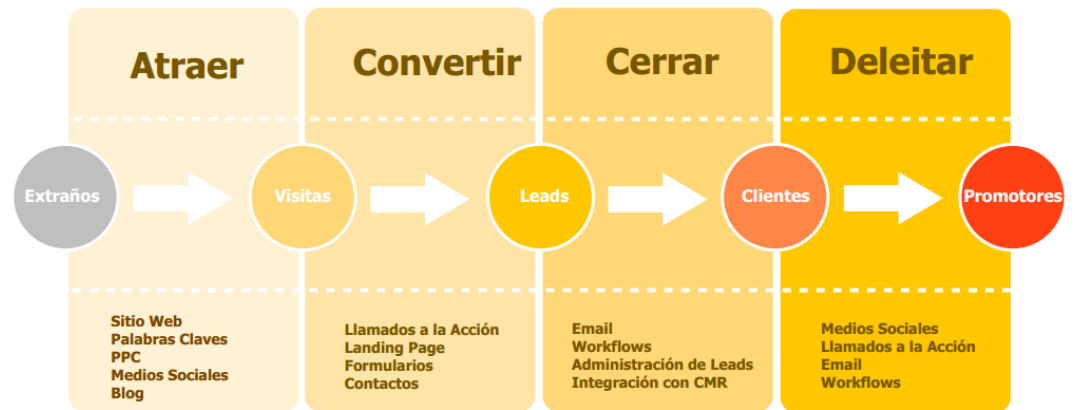 Atraer
Convertir
Cerrar
Deleitar
Extraños
Visitas
Leads
Clientes
Promotores
Sitio Web
Palabras Claves
PPC
Medios Sociales
Blog
Llamados a la Acción
Landing Page
Formularios
Contactos
Email
Workflows
Administración de Leads
Integración con CMR
Medios Sociales
Llamados a la Acción
Email
Workflows